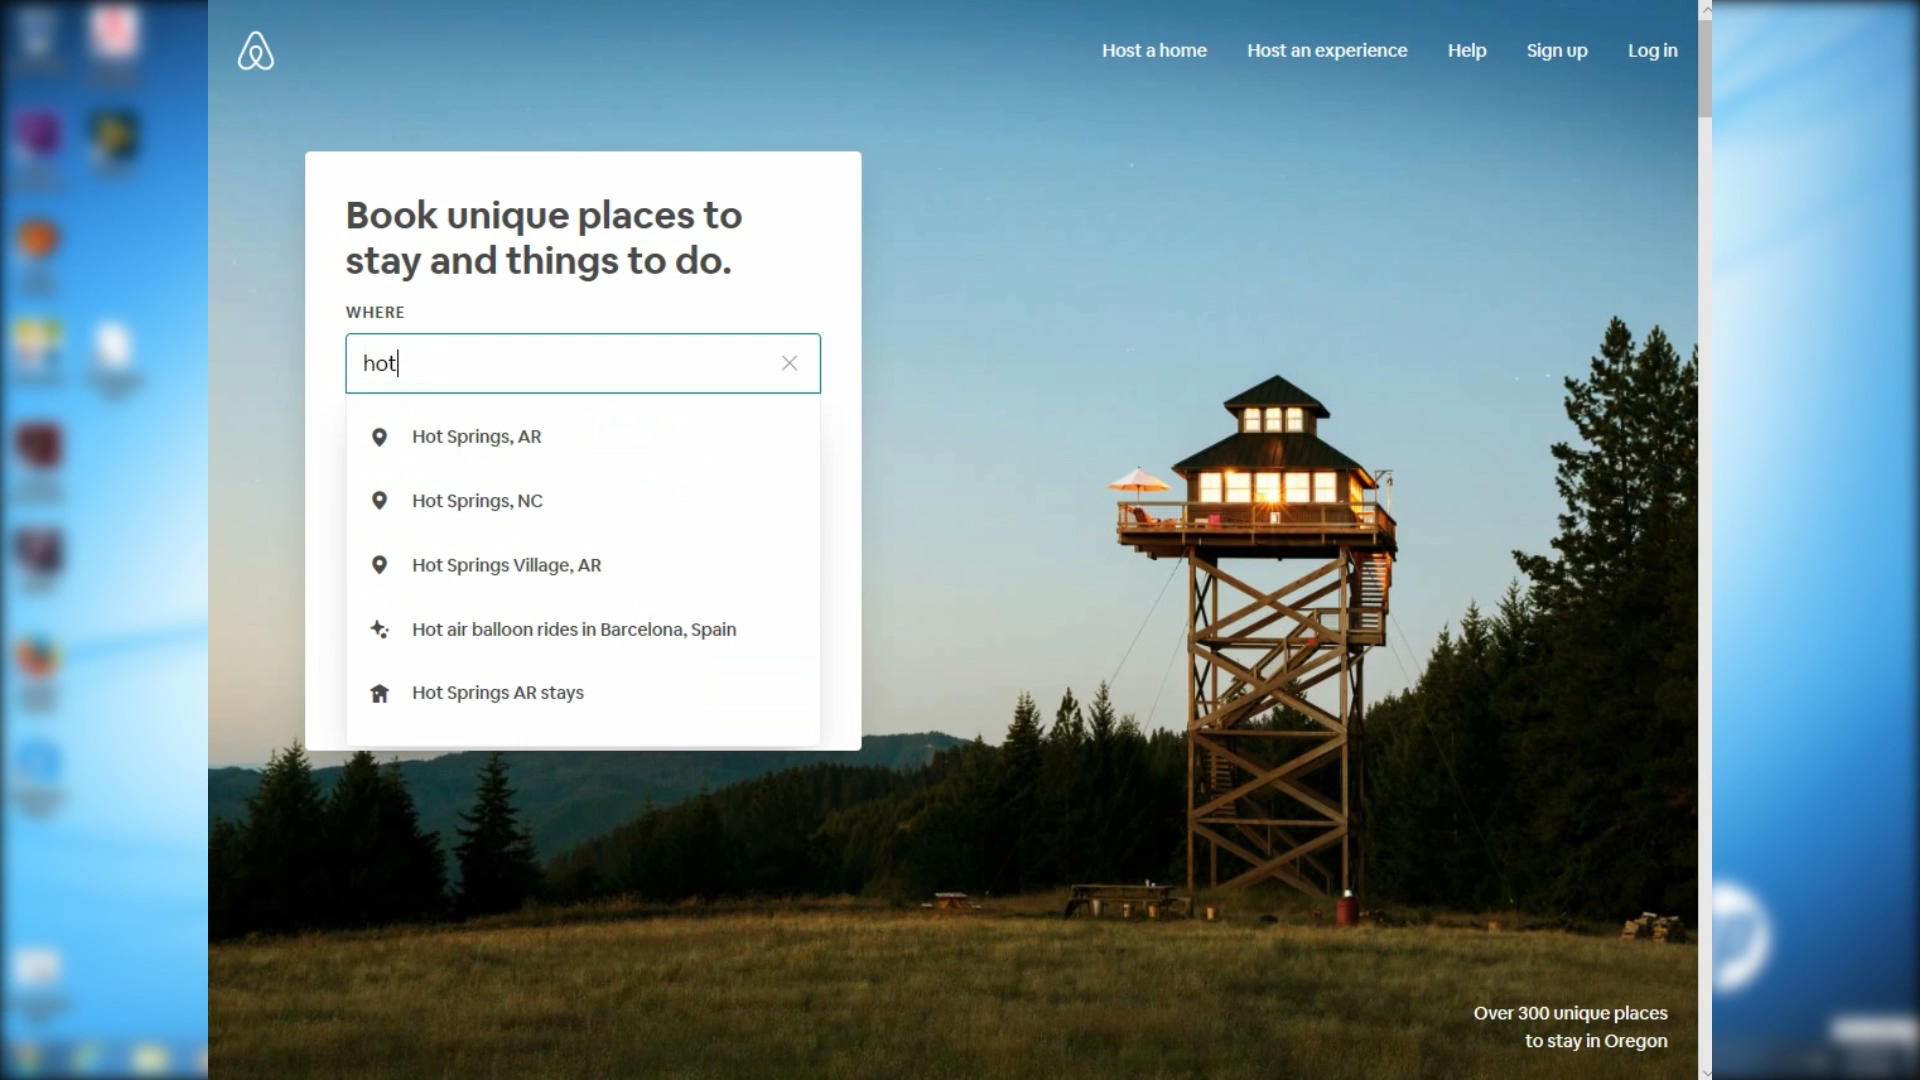 Host a home
Host an experience
Help
Sign up
Log in
Book unique places to
stay and things to do.
WHERE
hot
Hot Springs, AR
Hot Springs, NC
Hot Springs Village, AR
Hot air balloon rides in Barcelona, Spain
Hot Springs AR stays
Over 300 unique places
to stay in Oregon